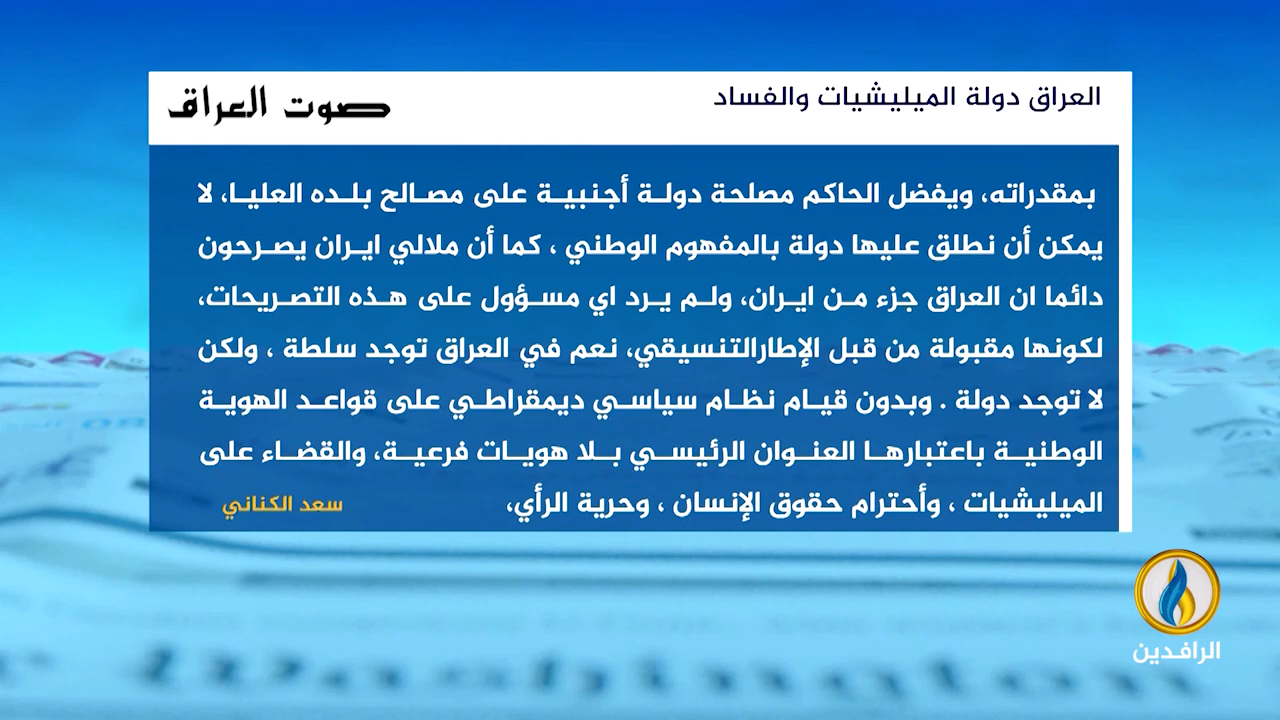 العراق دولة الميليشيات والفساد
صوت العراق
بمقدراته، ويفضل الحاكم مصلحة دولة أجنبية على مصالح بلده العليا، لا
يمكن أن نطلق عليها دولة بالمفهوم الوطني ، كما أن ملالي ايران يصرحون
دائما ان العراق جزء من ايران، ولم يرد اي مسؤول على هذه التصريحات،
لكونها مقبولة من قبل الإطارالتنسيقي، نعم في العراق توجد سلطة ، ولكن
لا توجد دولة . وبدون قيام نظام سياسي ديمقراطي على قواعد الهوية
الوطنية باعتبارها العنوان الرئيسي بلا هويات فرعية، والقضاء على
الميليشيات ، وأحترام حقوق الإنسان ، وحرية الرأي،
سعد الكناني
الرافدين